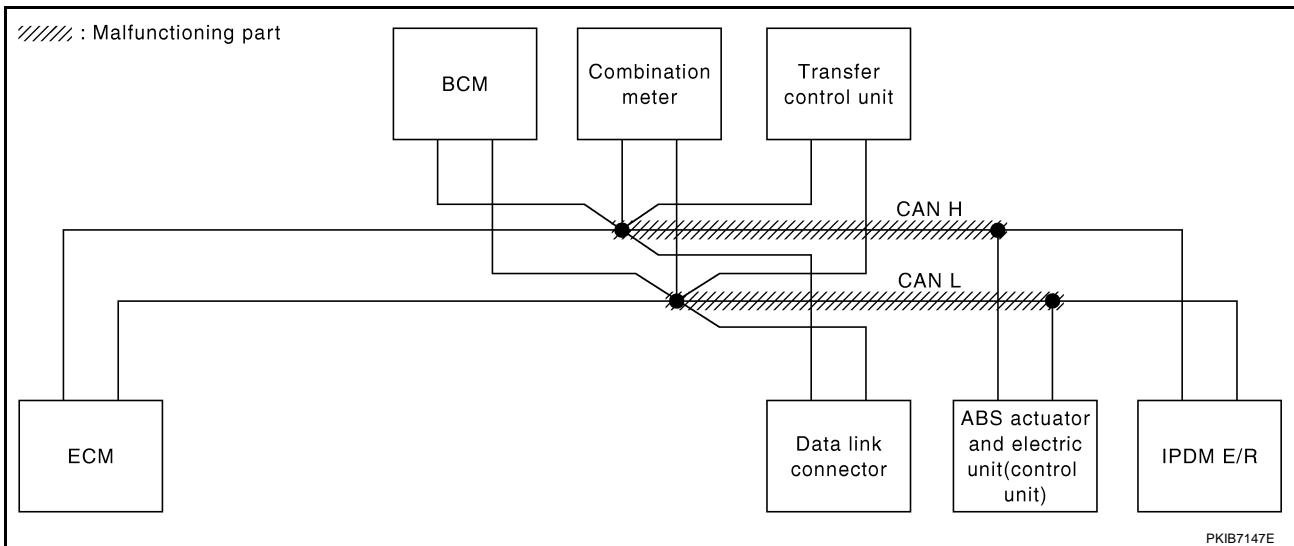 : Malfunctioning part
BCM
Combination
meter
Transfer
control unit
CAN H
CAN L
ECM
Data link
connector
ABS actuator
and electric
unit(control
unit)
IPDM E/R
PKIB7147E